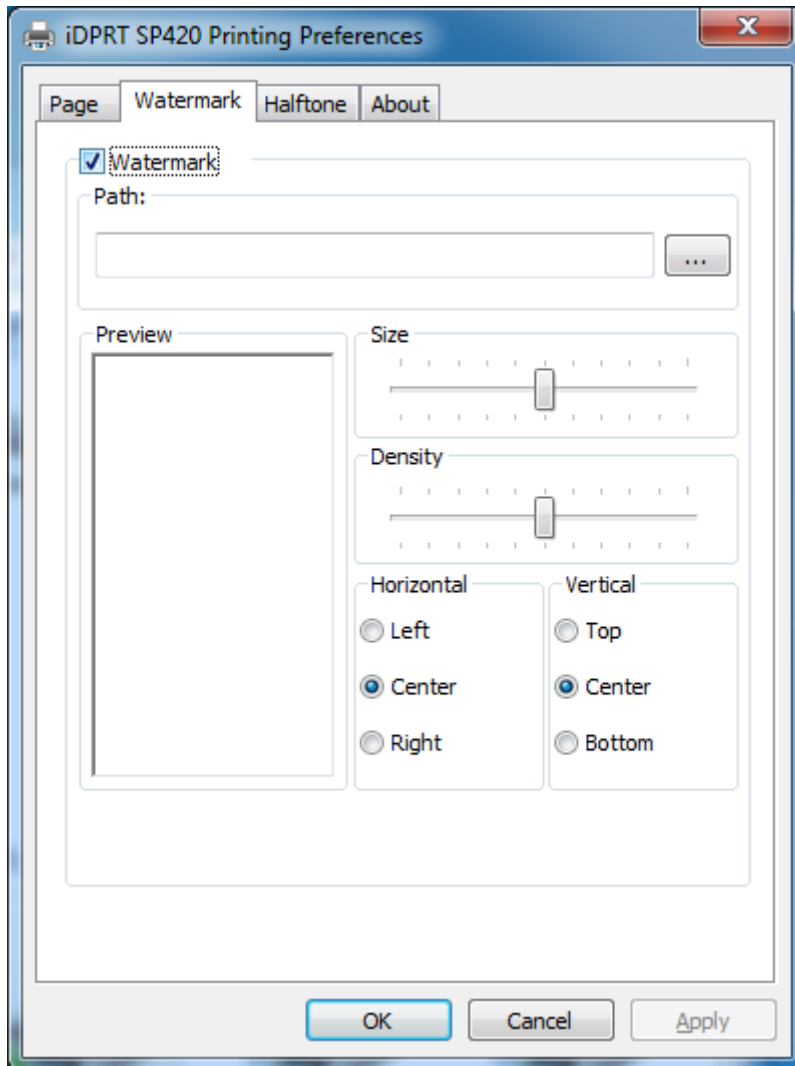 iDPRT SP420 Printing Preferences
Page Watermark Halftone About
Watermark
Path:
...
Preview
Size
Density
Horizontal
Left
Center
Right
Vertical
Top
Center
Bottom
OK Cancel Apply